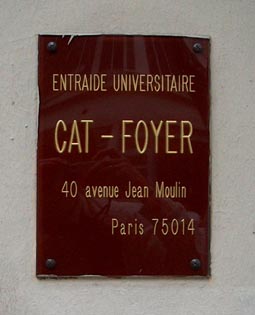 ENTRAIDE UNIVERSITAIRE
CAT - FOYER
40 avenue Jean Moulin
Paris 75014